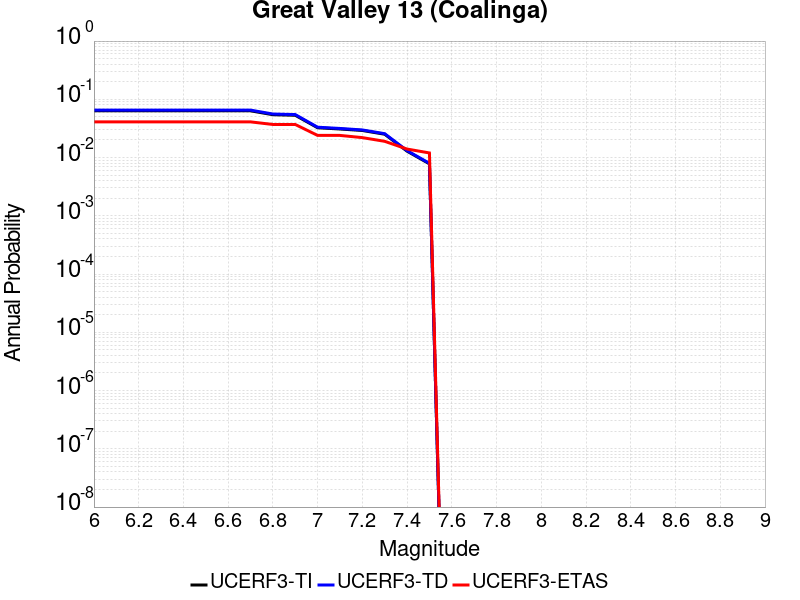 Great Valley 13 (Coalinga)
10^0
10^-1
10^-2
10^-3
10^-4
10^-5
10^-6
10^-7
10^-8
Annual Probability
6 6.2 6.4 6.6 6.8 7 7.2 7.4 7.6 7.8 8 8.2 8.4 8.6 8.8 9
Magnitude
UCERF3-TI UCERF3-TD UCERF3-ETAS